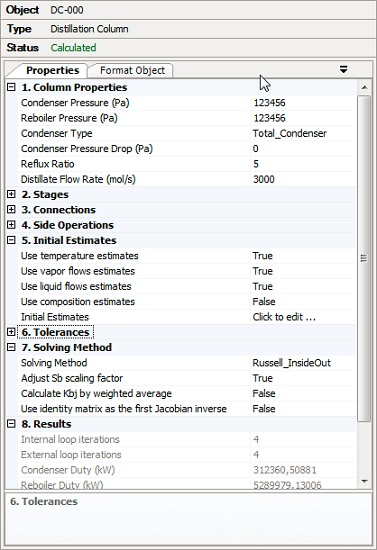 Object DC-000
Type Distillation Column
Status Calculated
Properties Format Object
1. Column Properties
Condenser Pressure (Pa) 123456
Reboiler Pressure (Pa) 123456
Condenser Type Total_Condenser
Condenser Pressure Drop (Pa) 0
Reflux Ratio 5
Distillate Flow Rate (mol/s) 3000
2. Stages
3. Connections
4. Side Operations
5. Initial Estimates
Use temperature estimates True
Use vapor flows estimates True
Use liquid flows estimates True
Use composition estimates False
Initial Estimates Click to edit ...
6. Tolerances
7. Solving Method
Solving Method Russell_InsideOut
Adjust Sb scaling factor True
Calculate Kbj by weighted average False
Use identity matrix as the first Jacobian inverse False
8. Results
Internal loop iterations 4
External loop iterations 4
Condenser Duty (kW) 312360,50881
Reboiler Duty (kW) 5289979,13006
6. Tolerances